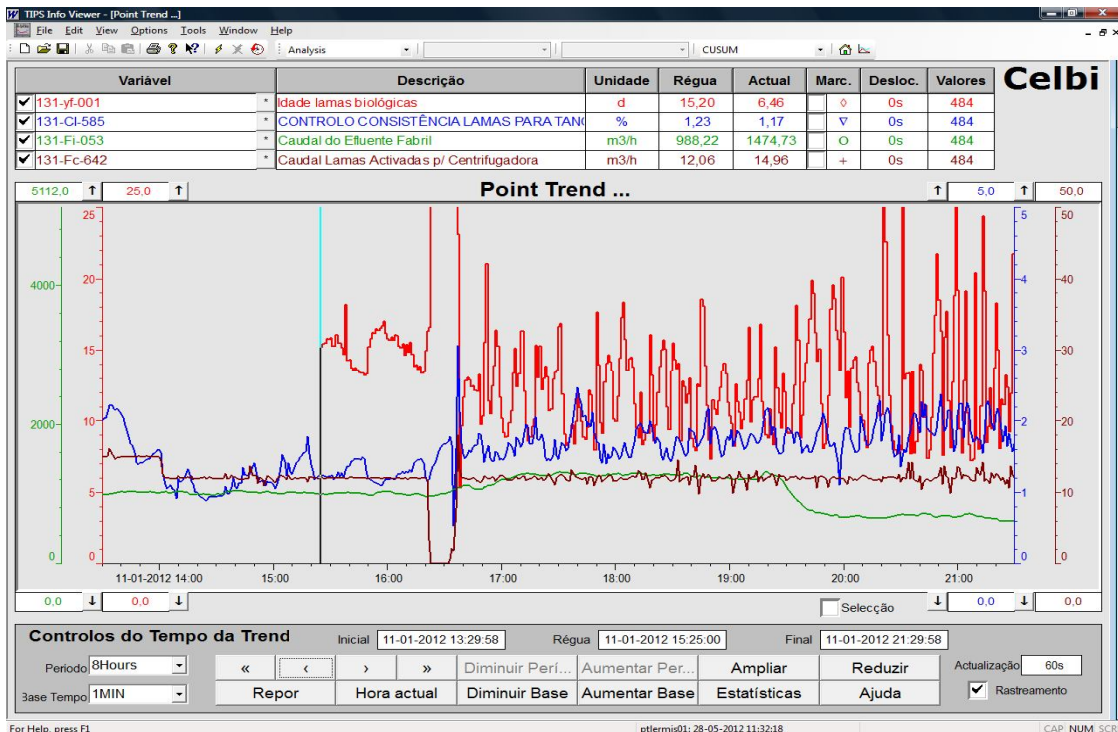 TIPS Info Viewer - [Point Trend ...]
File Edit View Options Tools Window Help
Analysis CUSUM
Variável Descrição Unidade Régua Actual Marc. Desloc. Valores Celbi
131-yf-001 * Idade lamas biológicas d 15,20 6,46 ◊ 0s 484
131-CI-585 * CONTROLO CONSISTÊNCIA LAMAS PARA TAN % 1,23 1,17 ∇ 0s 484
131-Fi-053 * Caudal do Efluente Fabril m3/h 988,22 1474,73 O 0s 484
131-Fc-642 * Caudal Lamas Activadas p/ Centrifugadora m3/h 12,06 14,96 + 0s 484
5112,0 25,0 Point Trend ... 5,0 50,0
25 5 50
4000 20 4 40
15 3 30
2000 10 2 20
5 1 10
0 0 0 0
11-01-2012 14:00 15:00 16:00 17:00 18:00 19:00 20:00 21:00
0,0 0,0 Selecção 0,0 0,0
Controlos do Tempo da Trend Inicial 11-01-2012 13:29:58 Régua 11-01-2012 15:25:00 Final 11-01-2012 21:29:58
Periodo 8Hours « ‹ › » Diminuir Perí... Aumentar Per... Ampliar Reduzir Actualização 60s
Base Tempo 1MIN Repor Hora actual Diminuir Base Aumentar Base Estatísticas Ajuda Rastreamento
For Help, press F1 ptlermis01: 28-05-2012 11:32:18 CAP NUM SCR